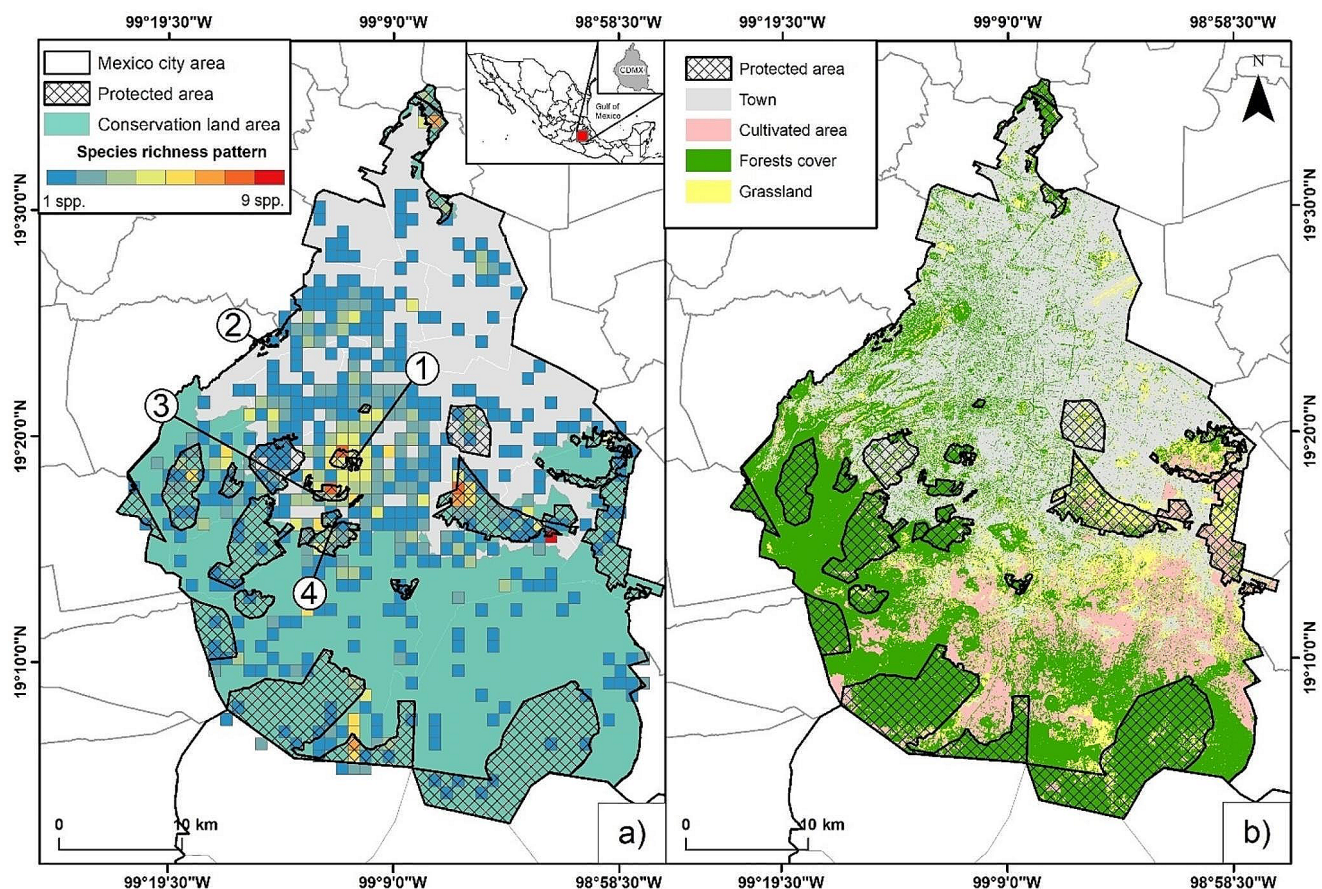 99°19'30"W
99°9'0"W
98°58'30"W
99°19'30"W
99°9'0"W
98°58'30"W
Mexico city area
Protected area
Conservation land area
Species richness pattern
1 spp.
9 spp.
CDMX
Gulf of
Mexico
Protected area
Town
Cultivated area
Forests cover
Grassland
N
19°30'0"N
19°20'0"N
19°10'0"N
19°30'0"N
19°20'0"N
19°10'0"N
2
1
3
4
0
10 km
a)
0
10 km
b)
99°19'30"W
99°9'0"W
98°58'30"W
99°19'30"W
99°9'0"W
98°58'30"W